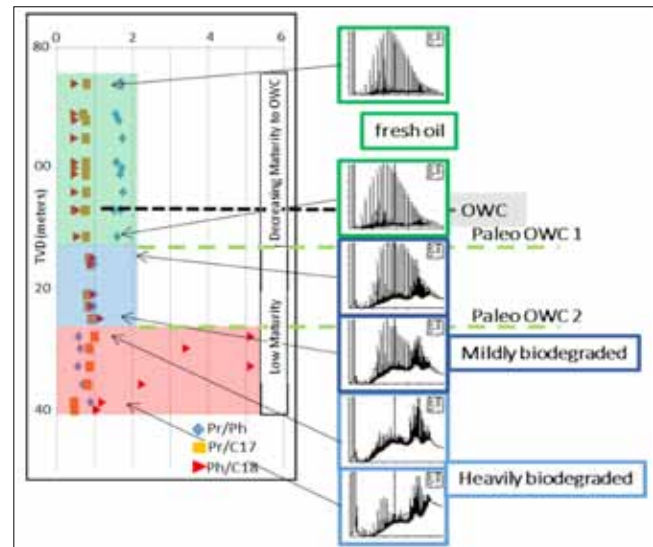 0 2 4 6
80
00
20
40
TVD (meters)
Decreasing Maturity to OWC
Low Maturity
Pr/Ph
Pr/C17
Ph/C18
fresh oil
OWC
Paleo OWC 1
Paleo OWC 2
Mildly biodegraded
Heavily biodegraded